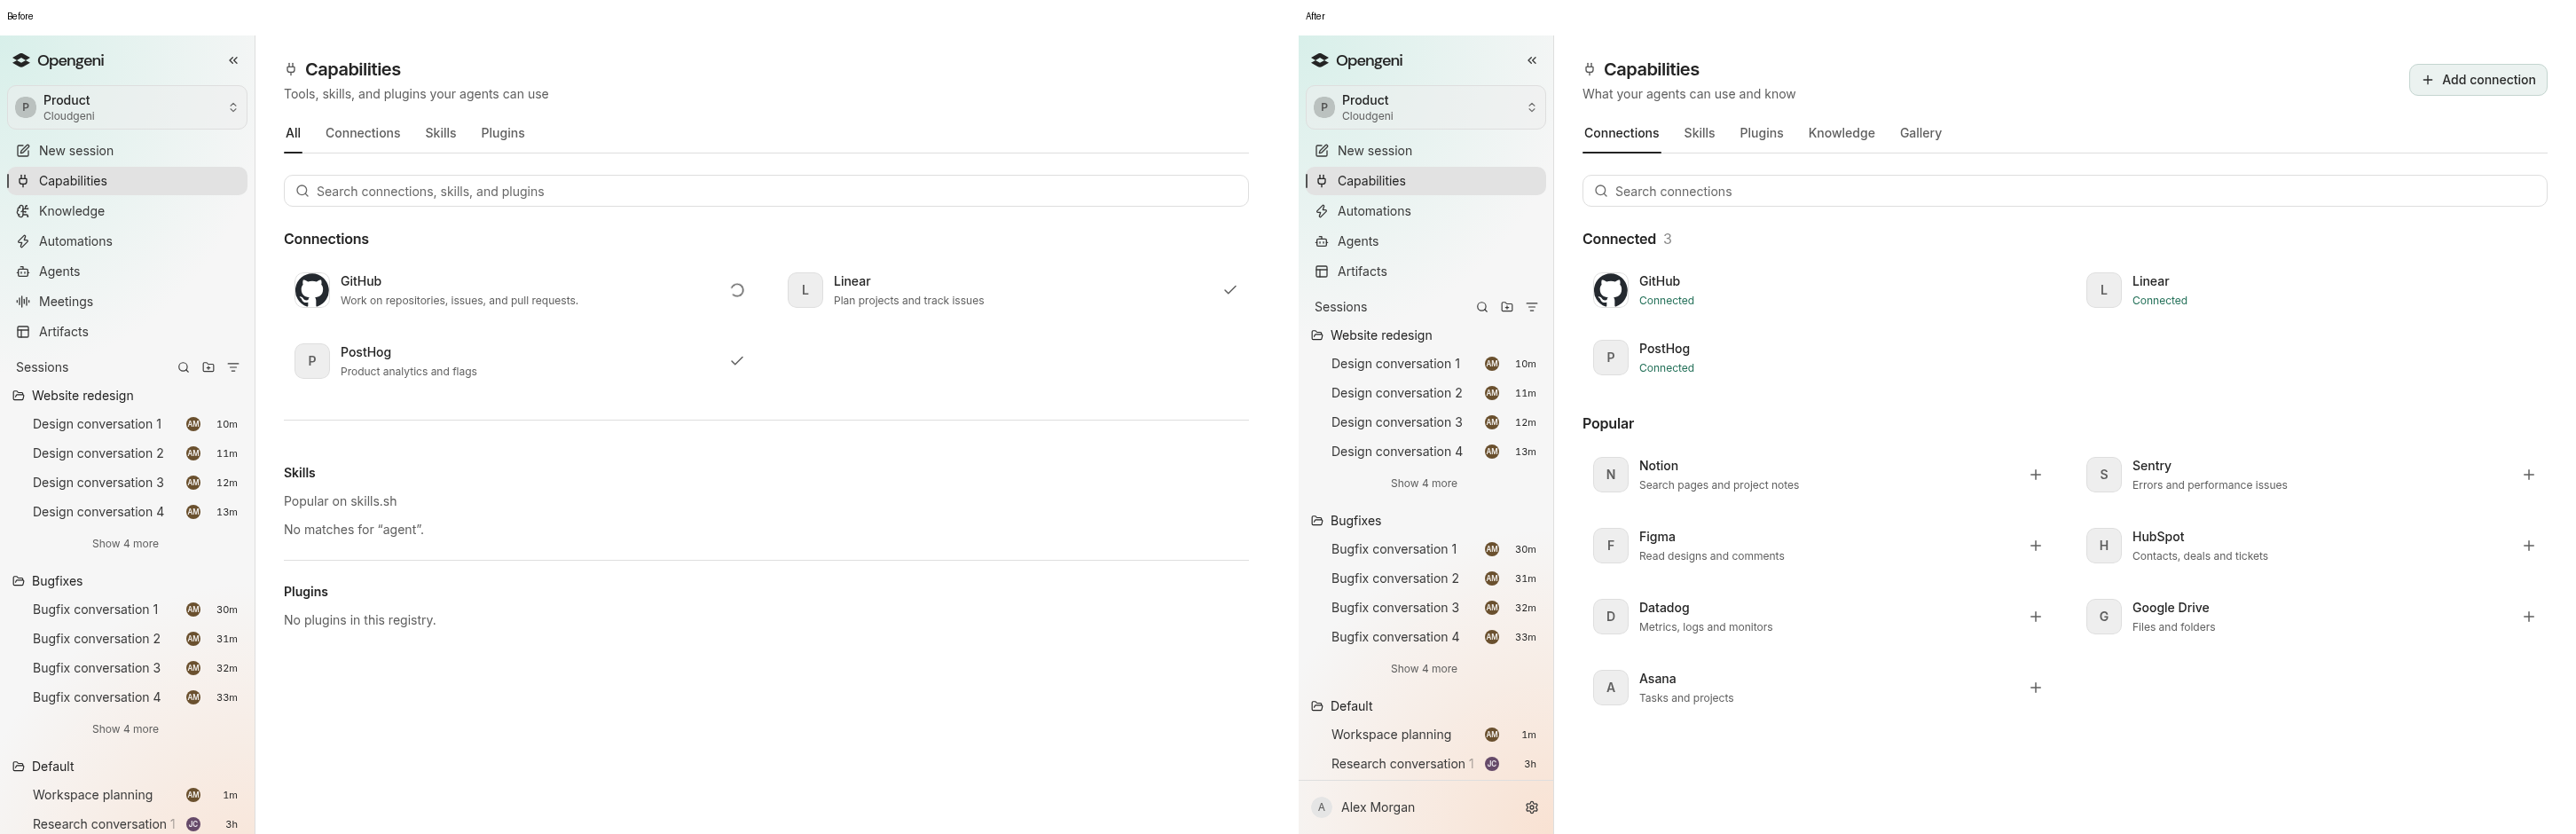 Before
Opengeni
P
Product
Cloudgeni
New session
Capabilities
Knowledge
Automations
Agents
Meetings
Artifacts
Sessions
Website redesign
Design conversation 1 AM 10m
Design conversation 2 AM 11m
Design conversation 3 AM 12m
Design conversation 4 AM 13m
Show 4 more
Bugfixes
Bugfix conversation 1 AM 30m
Bugfix conversation 2 AM 31m
Bugfix conversation 3 AM 32m
Bugfix conversation 4 AM 33m
Show 4 more
Default
Workspace planning AM 1m
Research conversation 1 JC 3h
Capabilities
Tools, skills, and plugins your agents can use
All Connections Skills Plugins
Search connections, skills, and plugins
Connections
GitHub
Work on repositories, issues, and pull requests.
L
Linear
Plan projects and track issues
P
PostHog
Product analytics and flags
Skills
Popular on skills.sh
No matches for “agent”.
Plugins
No plugins in this registry.
After
Opengeni
P
Product
Cloudgeni
New session
Capabilities
Automations
Agents
Artifacts
Sessions
Website redesign
Design conversation 1 AM 10m
Design conversation 2 AM 11m
Design conversation 3 AM 12m
Design conversation 4 AM 13m
Show 4 more
Bugfixes
Bugfix conversation 1 AM 30m
Bugfix conversation 2 AM 31m
Bugfix conversation 3 AM 32m
Bugfix conversation 4 AM 33m
Show 4 more
Default
Workspace planning AM 1m
Research conversation 1 JC 3h
A Alex Morgan
Capabilities
What your agents can use and know
Add connection
Connections Skills Plugins Knowledge Gallery
Search connections
Connected 3
GitHub
Connected
L
Linear
Connected
P
PostHog
Connected
Popular
N
Notion
Search pages and project notes
S
Sentry
Errors and performance issues
F
Figma
Read designs and comments
H
HubSpot
Contacts, deals and tickets
D
Datadog
Metrics, logs and monitors
G
Google Drive
Files and folders
A
Asana
Tasks and projects